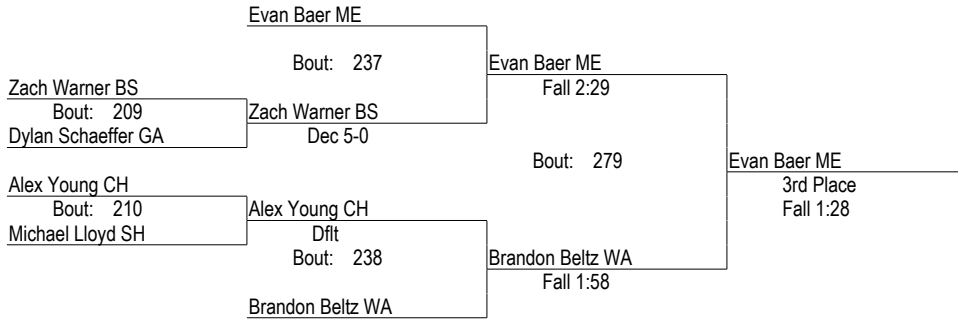 Evan Baer ME
Bout: 237
Evan Baer ME
Fall 2:29
Zach Warner BS
Bout: 209
Dylan Schaeffer GA
Zach Warner BS
Dec 5-0
Bout: 279
Evan Baer ME
3rd Place
Fall 1:28
Alex Young CH
Bout: 210
Michael Lloyd SH
Alex Young CH
Dflt
Bout: 238
Brandon Beltz WA
Fall 1:58
Brandon Beltz WA